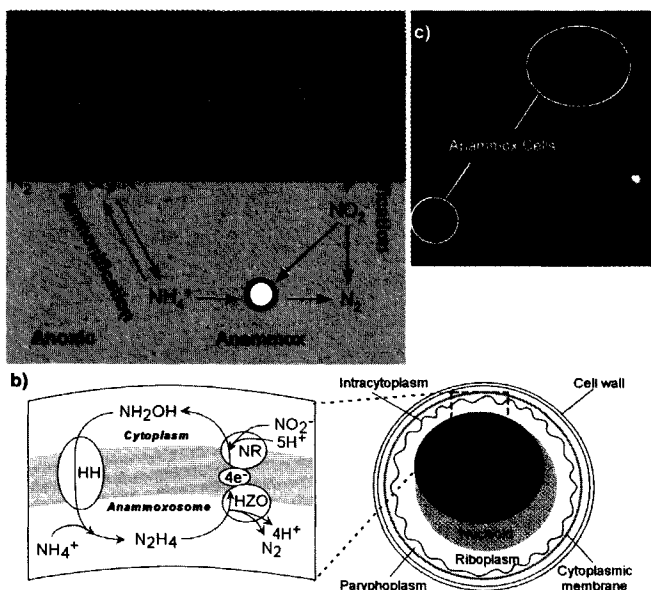 c)
Anammox Cells
NO2-
NH4+
N2
Anoxic
Anammox
b)
Intracytoplasm
Cell wall
NH2OH
Cytoplasm
NO2-
5H+
NR
HH
4e-
HZO
Anammoxosome
4H+
N2
NH4+
N2H4
Nucleoid
Riboplasm
Paryphoplasm
Cytoplasmic
membrane